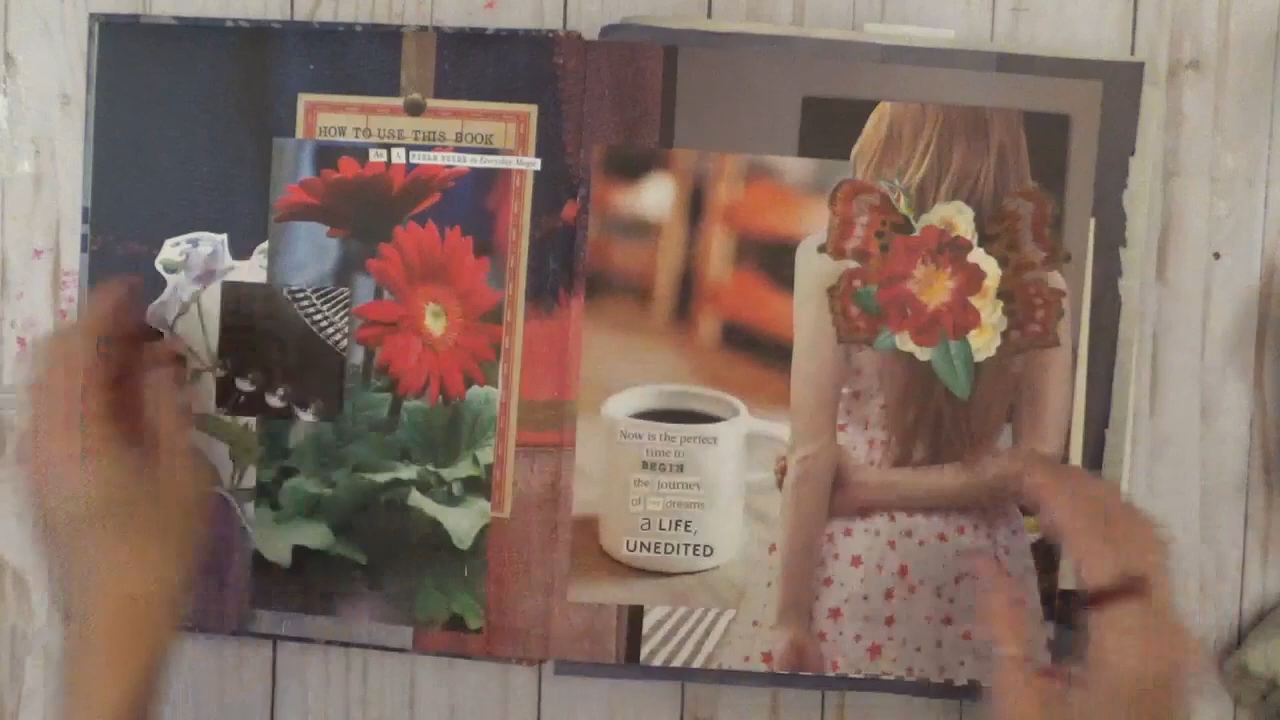 HOW TO USE THIS BOOK
As A FIELD GUIDE to Everyday Magic
Now is the perfect
time to
BEGIN
the journey
of my dreams
a LIFE,
UNEDITED